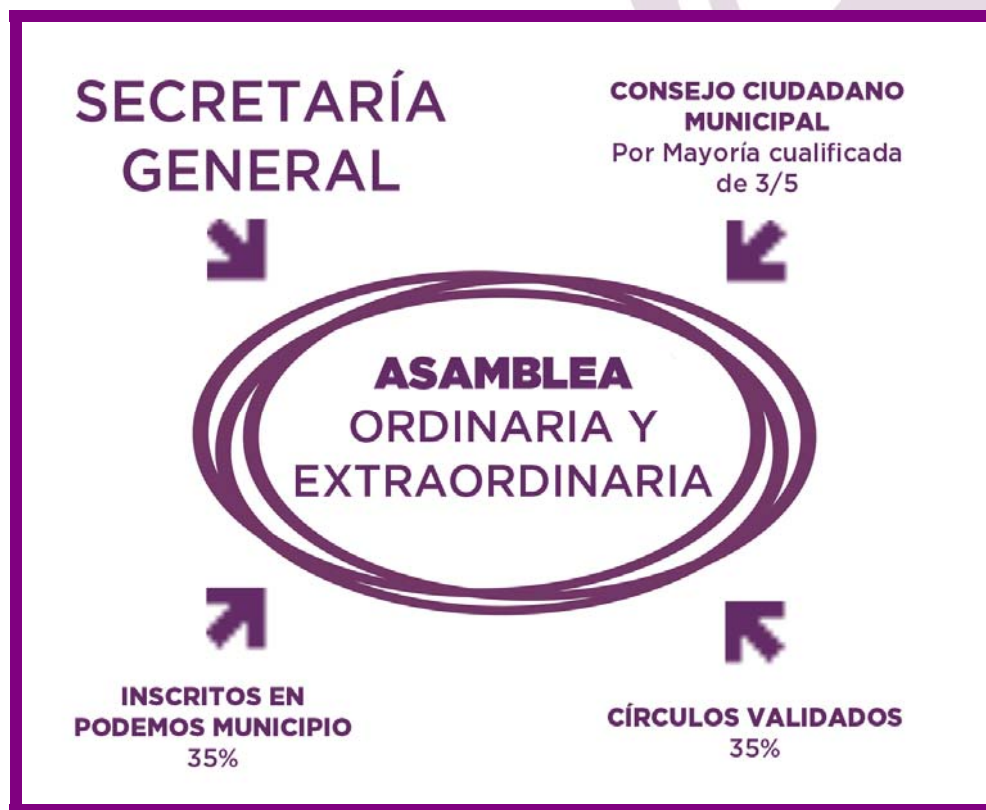 SECRETARÍA
GENERAL
CONSEJO CIUDADANO
MUNICIPAL
Por Mayoría cualificada
de 3/5
ASAMBLEA
ORDINARIA Y
EXTRAORDINARIA
INSCRITOS EN
PODEMOS MUNICIPIO
35%
CÍRCULOS VALIDADOS
35%